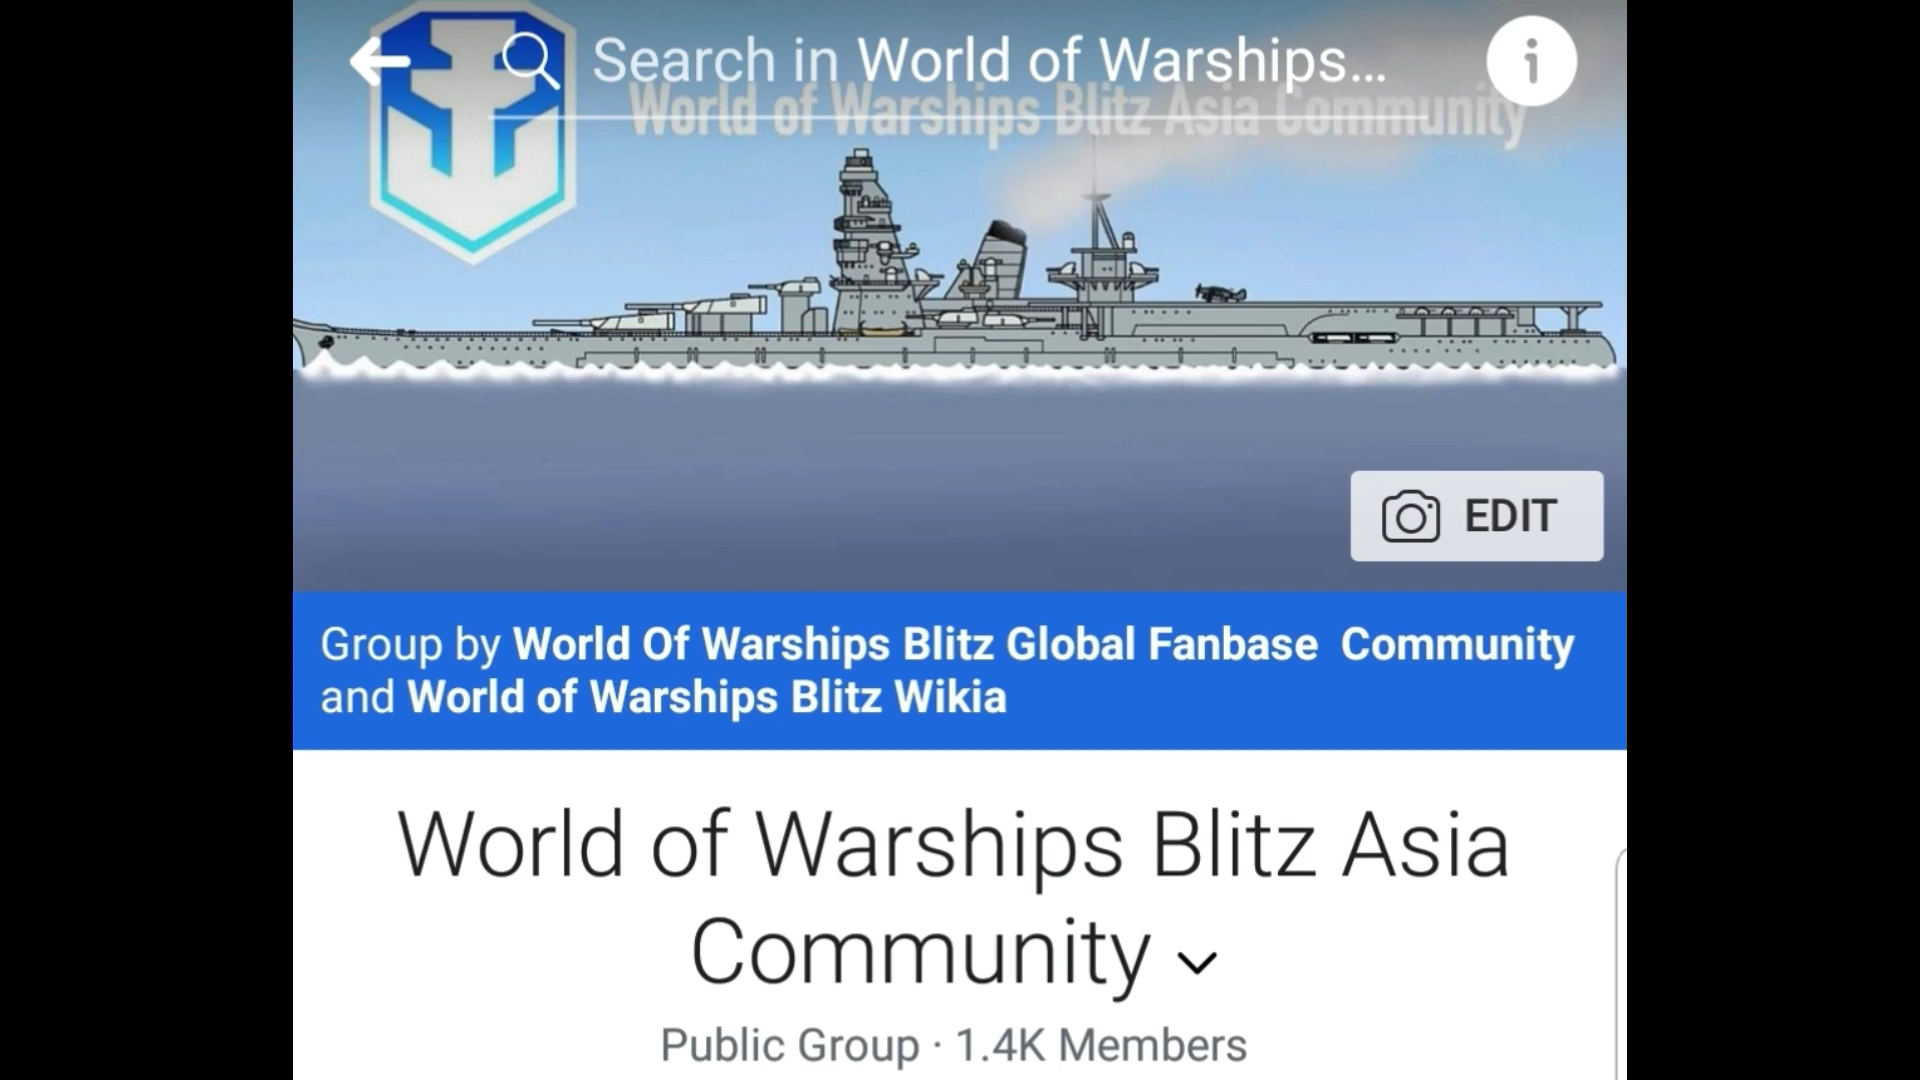 Search in World of Warships...
World of Warships Blitz Asia Community
EDIT
Group by World Of Warships Blitz Global Fanbase Community
and World of Warships Blitz Wikia
World of Warships Blitz Asia
Community
Public Group · 1.4K Members